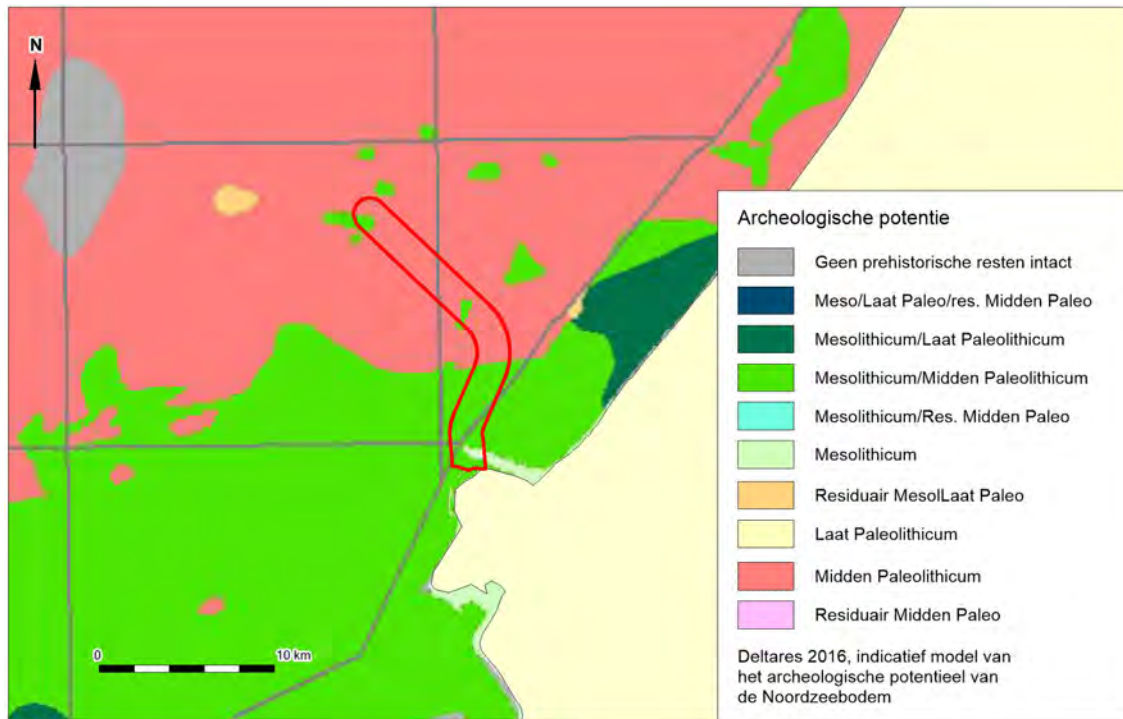 N
Archeologische potentie
Geen prehistorische resten intact
Meso/Laat Paleo/res. Midden Paleo
Mesolithicum/Laat Paleolithicum
Mesolithicum/Midden Paleolithicum
Mesolithicum/Res. Midden Paleo
Mesolithicum
Residuair MesolLaat Paleo
Laat Paleolithicum
Midden Paleolithicum
Residuair Midden Paleo
Deltares 2016, indicatief model van
het archeologische potentieel van
de Noordzeebodem
0 10 km